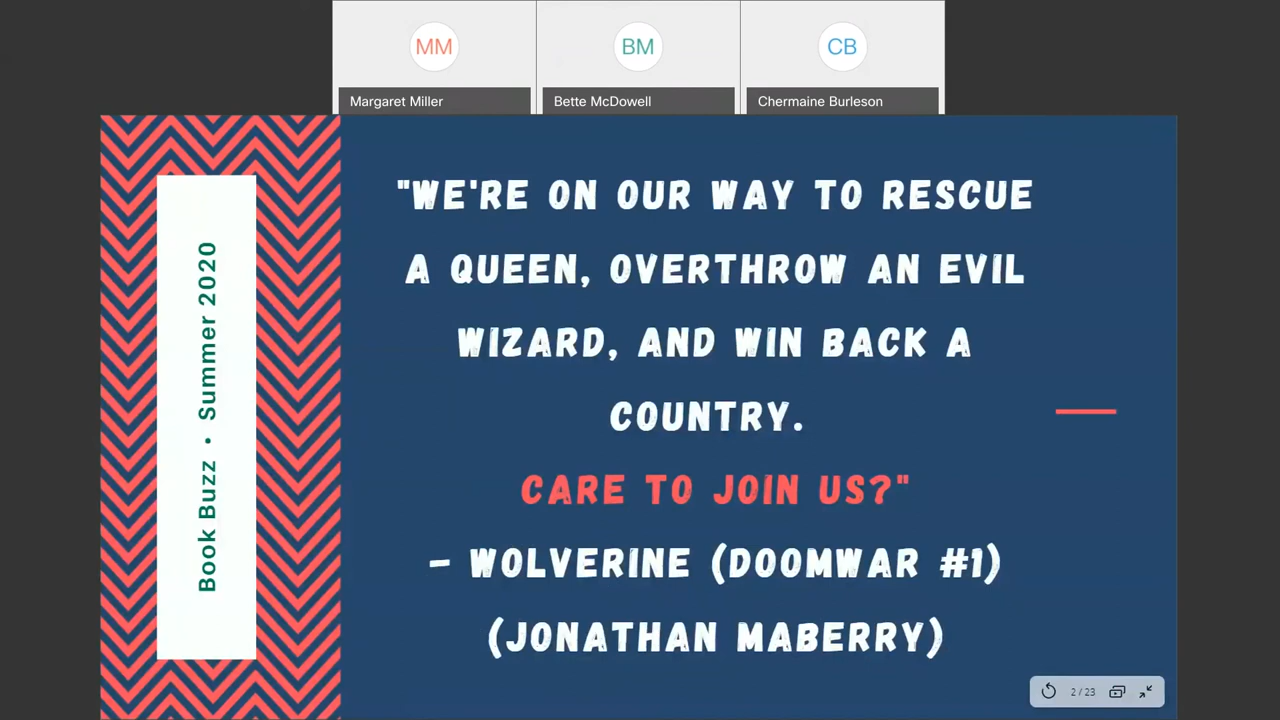 MM
BM
CB
Margaret Miller
Bette McDowell
Chermaine Burleson
Book Buzz • Summer 2020
"WE'RE ON OUR WAY TO RESCUE
A QUEEN, OVERTHROW AN EVIL
WIZARD, AND WIN BACK A
COUNTRY.
CARE TO JOIN US?"
– WOLVERINE (DOOMWAR #1)
(JONATHAN MABERRY)
2 / 23